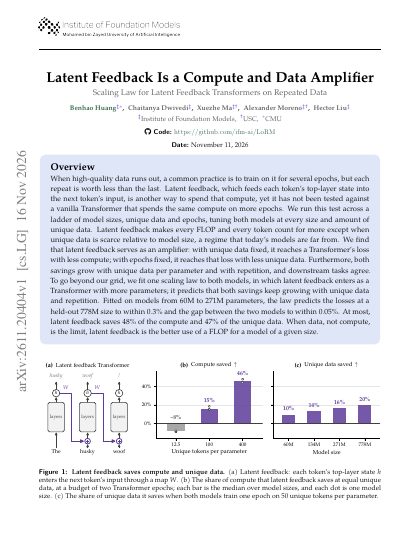 Institute of Foundation Models
Mohamed bin Zayed University of Artificial Intelligence
Latent Feedback Is a Compute and Data Amplifier
Scaling Law for Latent Feedback Transformers on Repeated Data
Benhao Huang‡*, Chaitanya Dwivedi‡, Xuezhe Ma‡†, Alexander Moreno‡†, Hector Liu‡
‡Institute of Foundation Models, †USC, *CMU
Code: https://github.com/ifm-ai/LoRM
Date: November 11, 2026
arXiv:2611.20404v1 [cs.LG] 16 Nov 2026
Overview
When high-quality data runs out, a common practice is to train on it for several epochs, but each
repeat is worth less than the last. Latent feedback, which feeds each token's top-layer state into
the next token's input, is another way to spend that compute, yet it has not been tested against
a vanilla Transformer that spends the same compute on more epochs. We run this test across a
ladder of model sizes, unique data and epochs, tuning both models at every size and amount of
unique data. Latent feedback makes every FLOP and every token count for more exactly when
unique data is scarce relative to model size, a regime that today's models are far from. We find
that latent feedback serves as an amplifier: with unique data fixed, it reaches a Transformer's loss
with less compute; with epochs fixed, it reaches that loss with less unique data. Furthermore, both
savings grow with unique data per parameter and with repetition, and downstream tasks agree.
To go beyond our grid, we fit one scaling law to both models, in which latent feedback enters as a
Transformer with more parameters; it predicts that both savings keep growing with unique data
and repetition. Fitted on models from 60M to 271M parameters, the law predicts the losses at a
held-out 778M size to within 0.3% and the gap between the two models to within 0.05%. At most,
latent feedback saves 48% of the compute and 47% of the unique data. When data, not compute,
is the limit, latent feedback is the better use of a FLOP for a model of a given size.
(a) Latent feedback Transformer
husky woof
h h h
W W
layers layers layers
The husky woof
(b) Compute saved ↑
40%
20%
0%
15%
46%
12.5 100 400
Unique tokens per parameter
(c) Unique data saved ↑
10% 14% 16% 20%
60M 134M 271M 778M
Model size
Figure 1: Latent feedback saves compute and unique data. (a) Latent feedback: each token's top-layer state h
enters the next token's input through a map W. (b) The share of compute that latent feedback saves at equal unique
data, at a budget of two Transformer epochs; each bar is the median over model sizes, and each dot is one model
size. (c) The share of unique data it saves when both models train one epoch on 50 unique tokens per parameter.